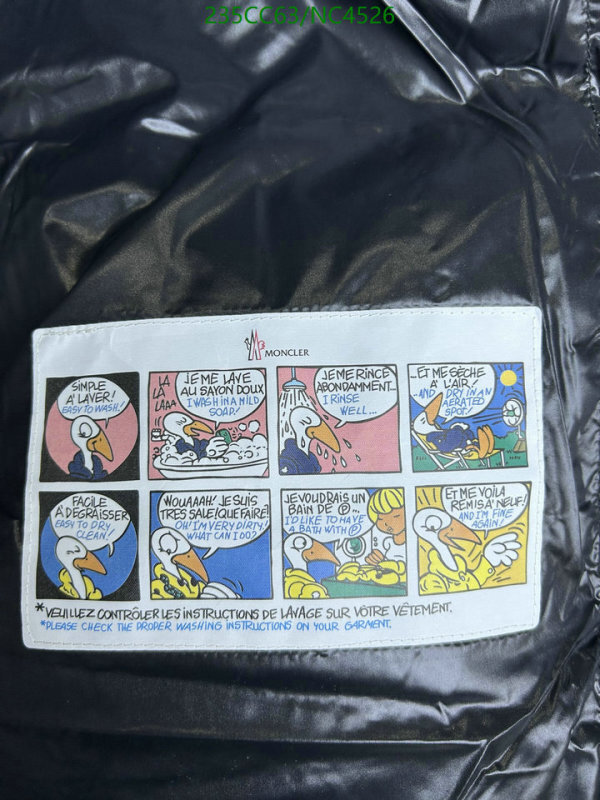 235CC63/NC4526
MONCLER
SIMPLE
A' LAVER!
EASY TO WASH!
LA
LA
LAAA
JE ME LAVE
AU SAVON DOUX
I WASH IN A MILD
SOAP!
JE ME RINCE
ABONDAMMENT...
I RINSE
WELL...
...ET ME SÈCHE
A' L'AIR!
...AND DRY IN AN
AERATED
SPOT!
FACILE
A DÉGRAISSER
EASY TO DRY
CLEAN!
WOUAAAH! JE SUIS
TRES SALE! QUE FAIRE!
OH! I'M VERY DIRTY!
WHAT CAN I DO?
JE VOUDRAIS UN
BAIN DE Ⓟ...
I'D LIKE TO HAVE
A BATH WITH Ⓟ
ET ME VOILA
REMIS A' NEUF!
AND I'M FINE
AGAIN!
*VEUILLEZ CONTRÔLER LES INSTRUCTIONS DE LAVAGE SUR VOTRE VÊTEMENT.
*PLEASE CHECK THE PROPER WASHING INSTRUCTIONS ON YOUR GARMENT.